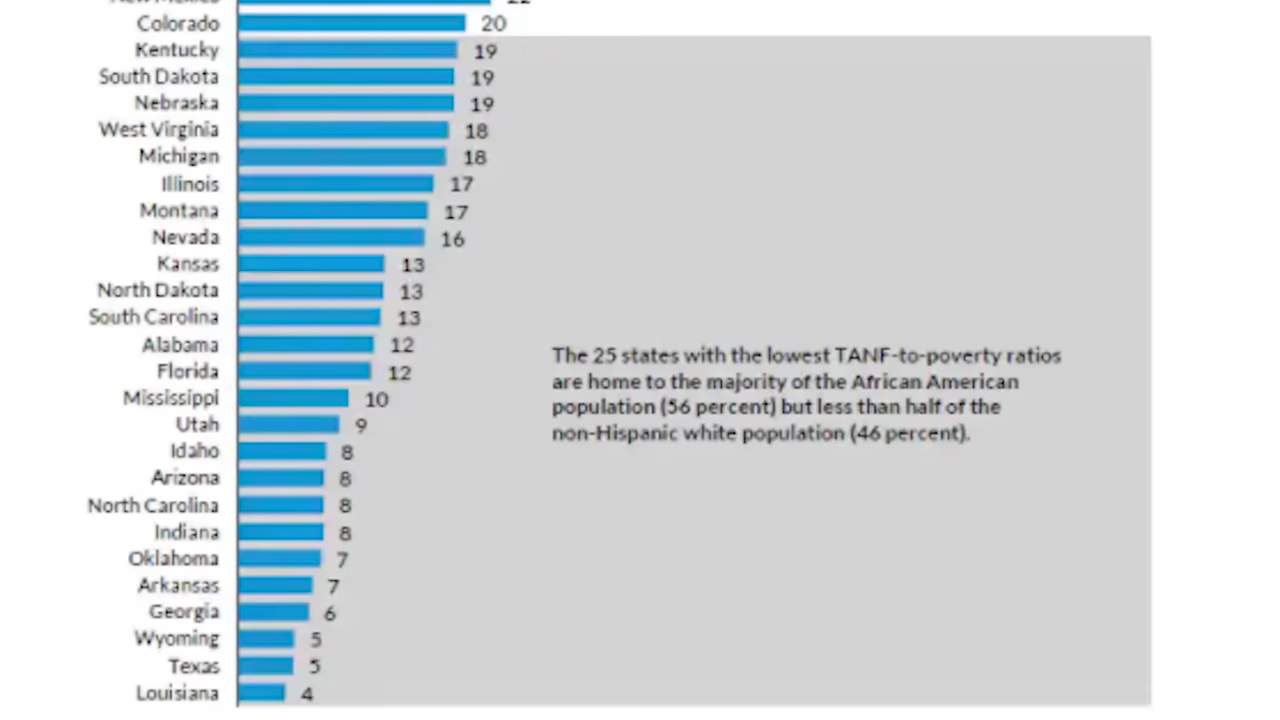 Colorado 20
Kentucky 19
South Dakota 19
Nebraska 19
West Virginia 18
Michigan 18
Illinois 17
Montana 17
Nevada 16
Kansas 13
North Dakota 13
South Carolina 13
Alabama 12
Florida 12
Mississippi 10
Utah 9
Idaho 8
Arizona 8
North Carolina 8
Indiana 8
Oklahoma 7
Arkansas 7
Georgia 6
Wyoming 5
Texas 5
Louisiana 4
The 25 states with the lowest TANF-to-poverty ratios
are home to the majority of the African American
population (56 percent) but less than half of the
non-Hispanic white population (46 percent).